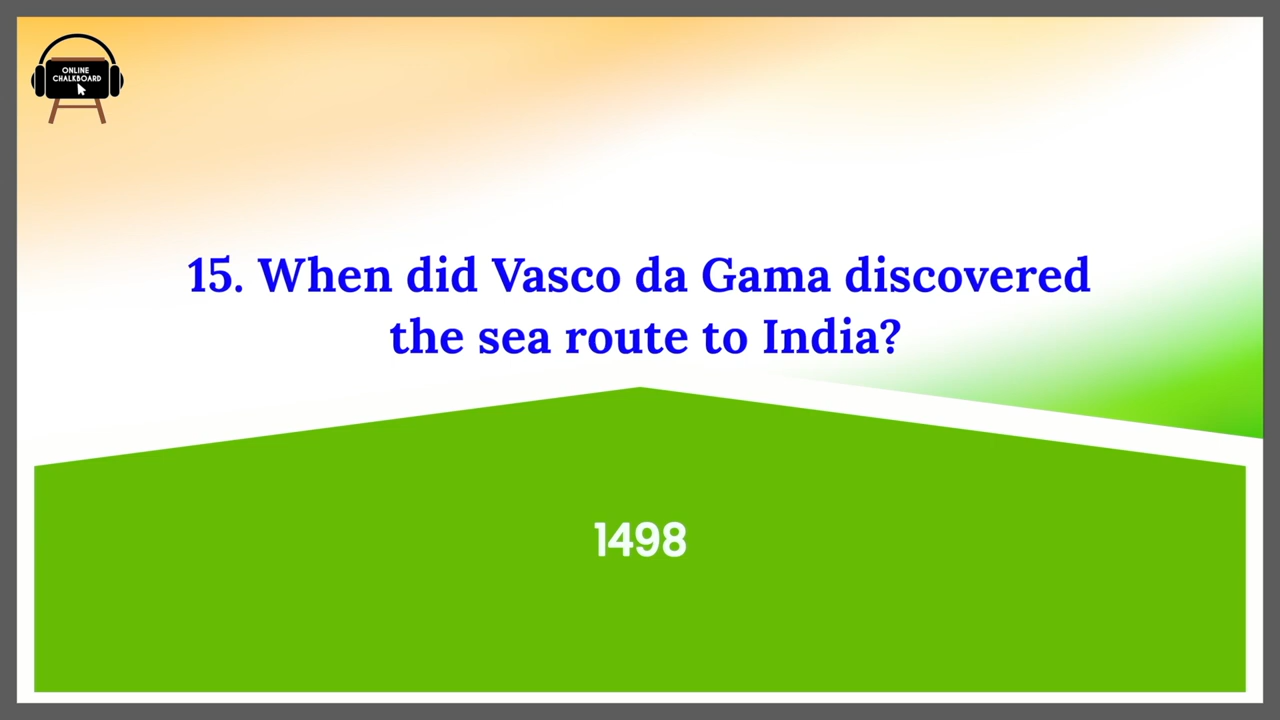 ONLINE
CHALKBOARD
15. When did Vasco da Gama discovered
the sea route to India?
1498